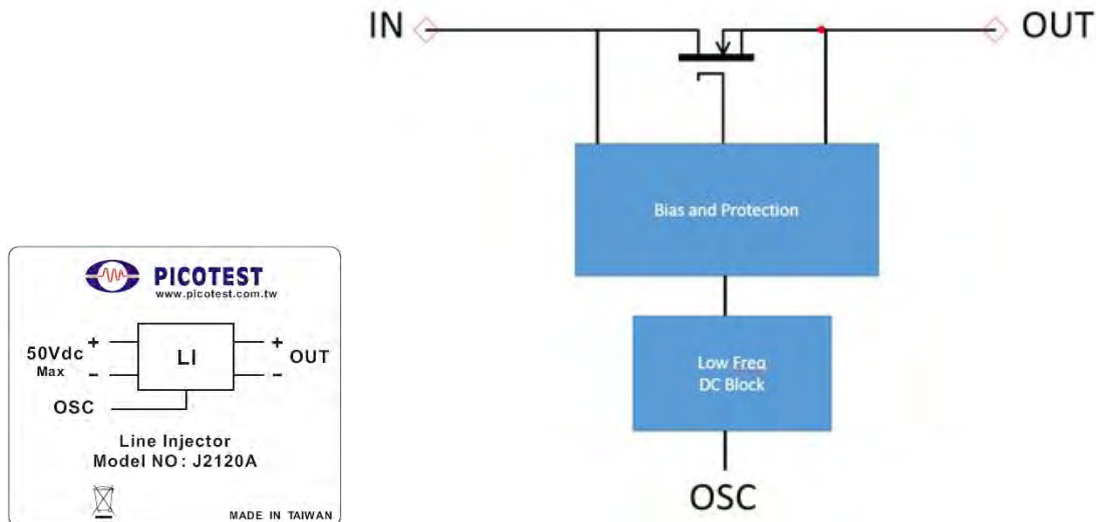 IN
OUT
Bias and Protection
Low Freq
DC Block
OSC
PICOTEST
www.picotest.com.tw
50Vdc
Max
+
-
LI
+
-
OUT
OSC
Line Injector
Model NO: J2120A
MADE IN TAIWAN